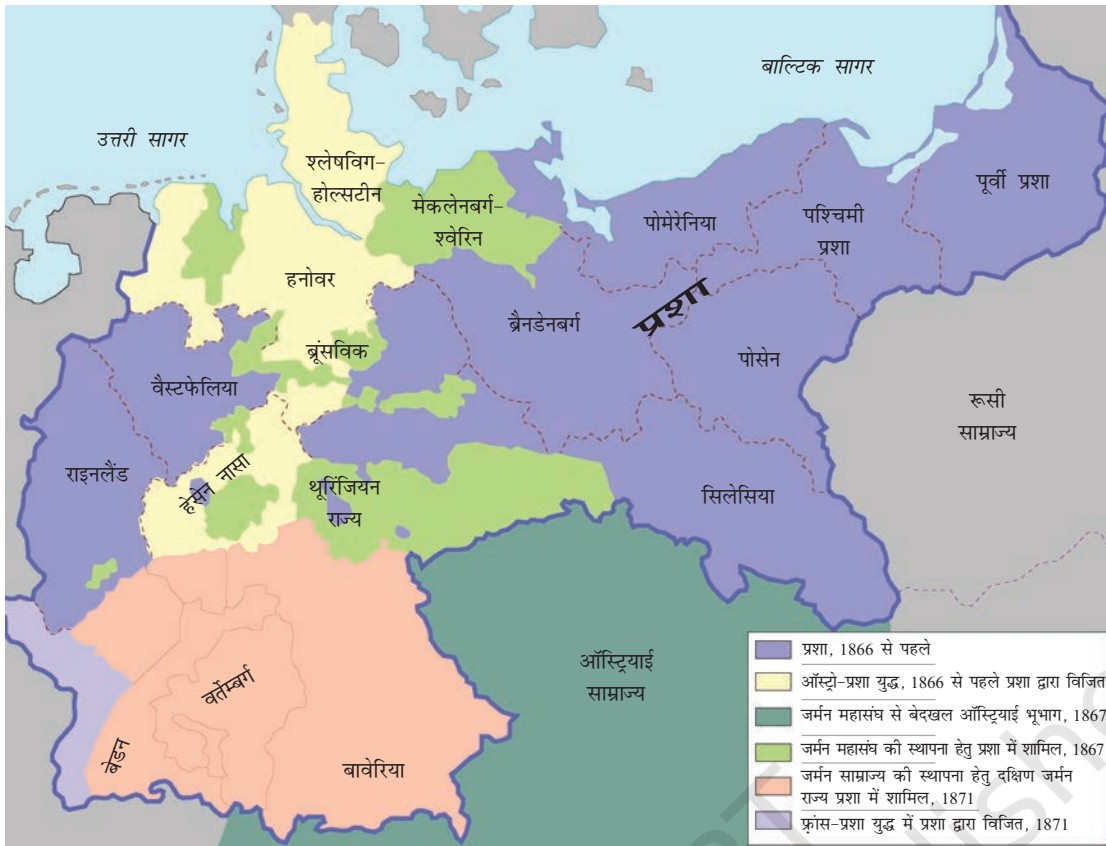 बाल्टिक सागर
उत्तरी सागर
श्लेषविग–
होल्सटीन
मेकलेनबर्ग–
श्वेरिन
पोमेरेनिया
पश्चिमी
प्रशा
पूर्वी प्रशा
हनोवर
प्रशा
ब्रैनडेनबर्ग
ब्रूंसविक
पोसेन
वैस्टफेलिया
रूसी
साम्राज्य
राइनलैंड
हेसेन नासा
थूरिंजियन
राज्य
सिलेसिया
ऑस्ट्रियाई
साम्राज्य
वर्तेम्बर्ग
बेडन
बावेरिया
प्रशा, 1866 से पहले
ऑस्ट्रो–प्रशा युद्ध, 1866 से पहले प्रशा द्वारा विजित
जर्मन महासंघ से बेदखल ऑस्ट्रियाई भूभाग, 1867
जर्मन महासंघ की स्थापना हेतु प्रशा में शामिल, 1867
जर्मन साम्राज्य की स्थापना हेतु दक्षिण जर्मन
राज्य प्रशा में शामिल, 1871
फ़्रांस–प्रशा युद्ध में प्रशा द्वारा विजित, 1871